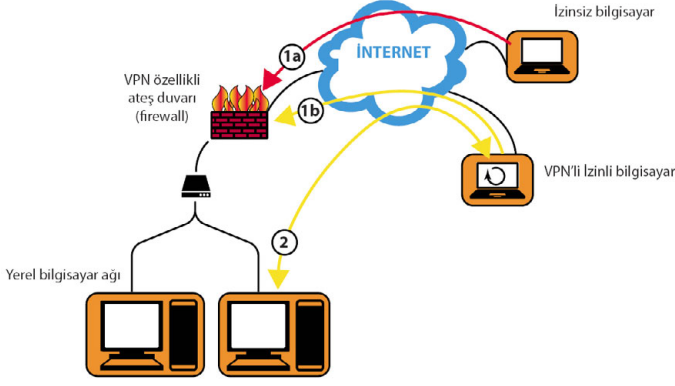 İzinsiz bilgisayar
İNTERNET
1a
VPN özellikli
ateş duvarı
(firewall)
1b
VPN'li İzinli bilgisayar
2
Yerel bilgisayar ağı